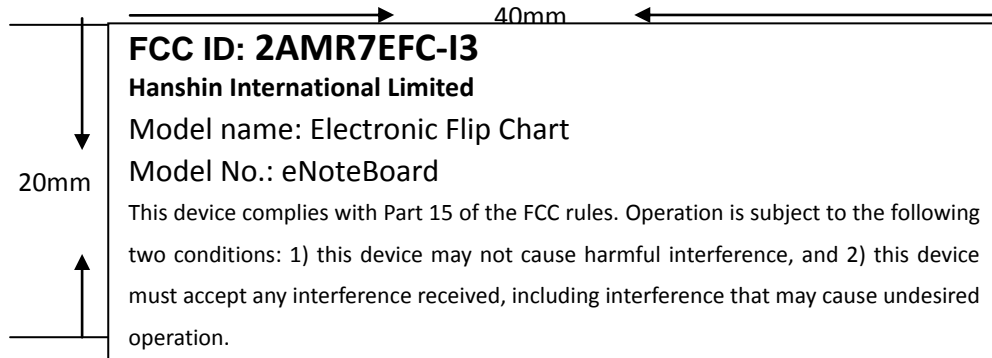 40mm
FCC ID: 2AMR7EFC-I3
Hanshin International Limited
Model name: Electronic Flip Chart
Model No.: eNoteBoard
20mm
This device complies with Part 15 of the FCC rules. Operation is subject to the following
two conditions: 1) this device may not cause harmful interference, and 2) this device
must accept any interference received, including interference that may cause undesired
operation.